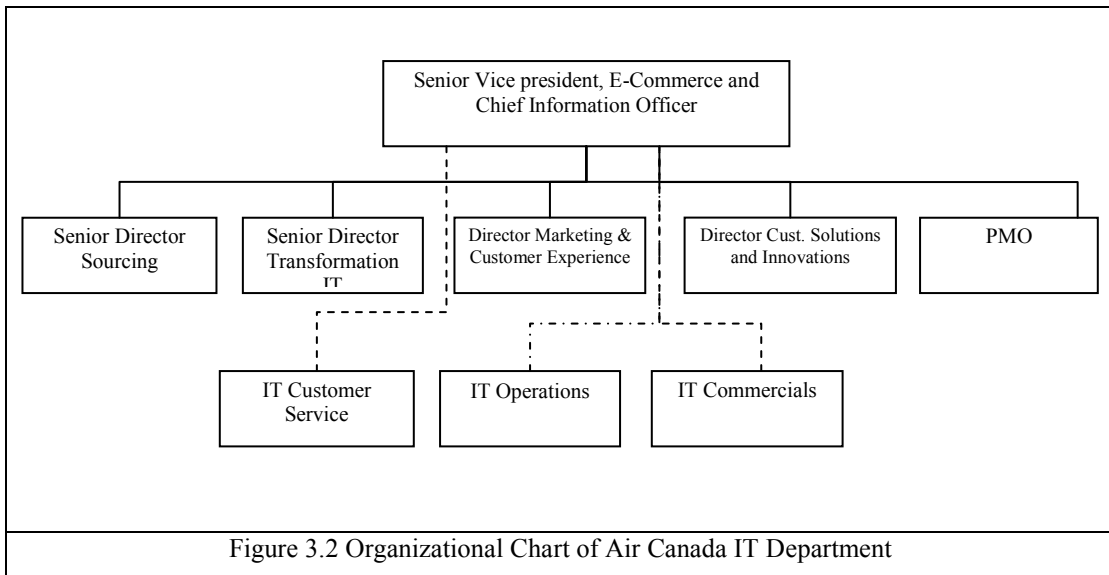 Senior Vice president, E-Commerce and
Chief Information Officer
Senior Director
Sourcing
Senior Director
Transformation
IT
Director Marketing &
Customer Experience
Director Cust. Solutions
and Innovations
PMO
IT Customer
Service
IT Operations
IT Commercials
Figure 3.2 Organizational Chart of Air Canada IT Department